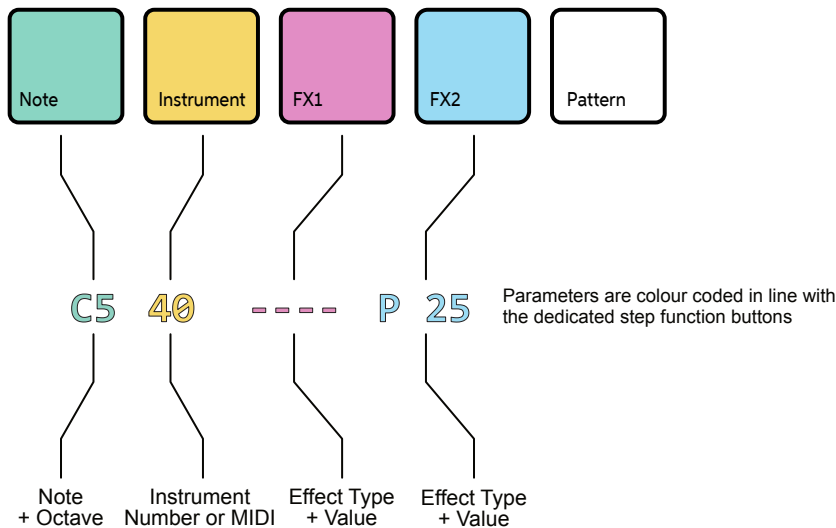 Note Instrument FX1 FX2 Pattern
C5 40 ---- P 25
Parameters are colour coded in line with
the dedicated step function buttons
Note Instrument Effect Type Effect Type
+ Octave Number or MIDI + Value + Value